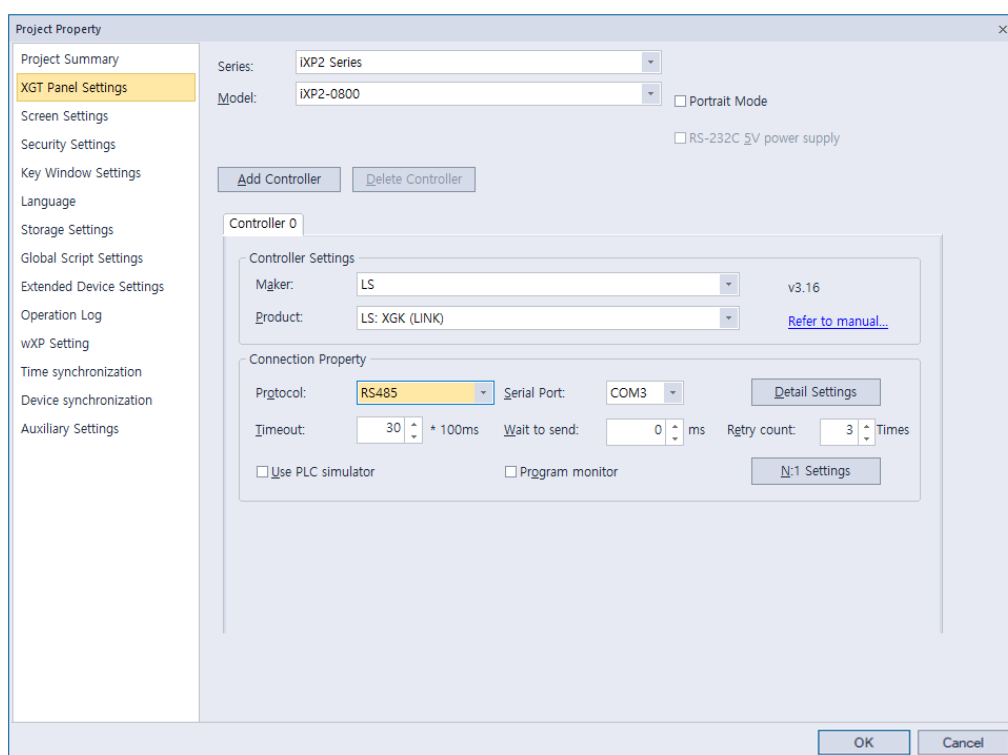 Project Property
Project Summary
XGT Panel Settings
Screen Settings
Security Settings
Key Window Settings
Language
Storage Settings
Global Script Settings
Extended Device Settings
Operation Log
wXP Setting
Time synchronization
Device synchronization
Auxiliary Settings
Series: iXP2 Series
Model: iXP2-0800
Portrait Mode
RS-232C 5V power supply
Add Controller Delete Controller
Controller 0
Controller Settings
Maker: LS v3.16
Product: LS: XGK (LINK) Refer to manual...
Connection Property
Protocol: RS485 Serial Port: COM3 Detail Settings
Timeout: 30 * 100ms Wait to send: 0 ms Retry count: 3 Times
Use PLC simulator Program monitor N:1 Settings
OK Cancel